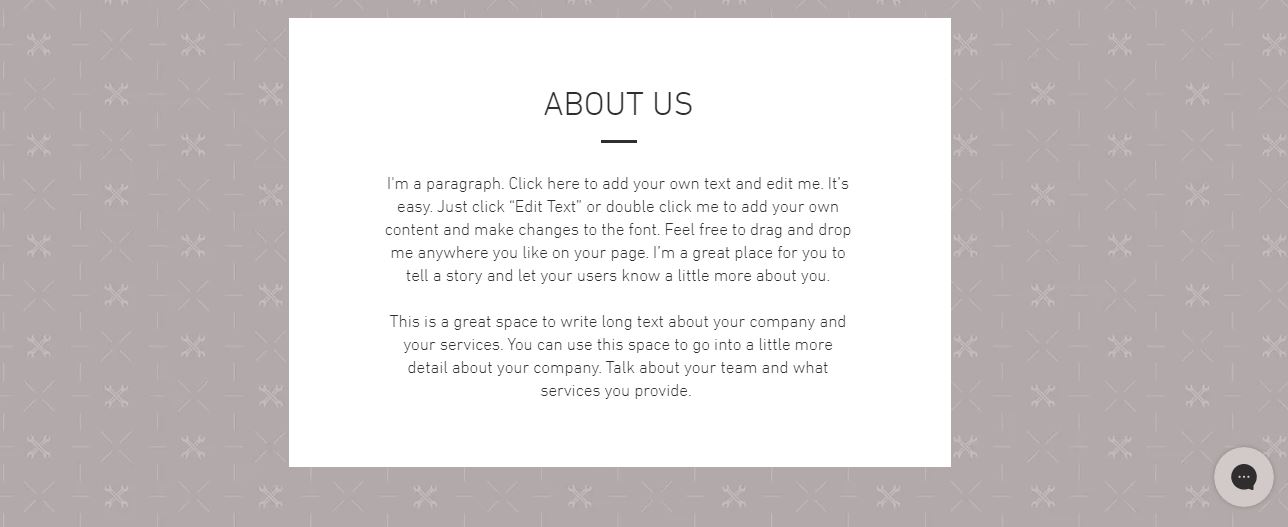 ABOUT US
I'm a paragraph. Click here to add your own text and edit me. It’s
easy. Just click “Edit Text” or double click me to add your own
content and make changes to the font. Feel free to drag and drop
me anywhere you like on your page. I’m a great place for you to
tell a story and let your users know a little more about you.
This is a great space to write long text about your company and
your services. You can use this space to go into a little more
detail about your company. Talk about your team and what
services you provide.